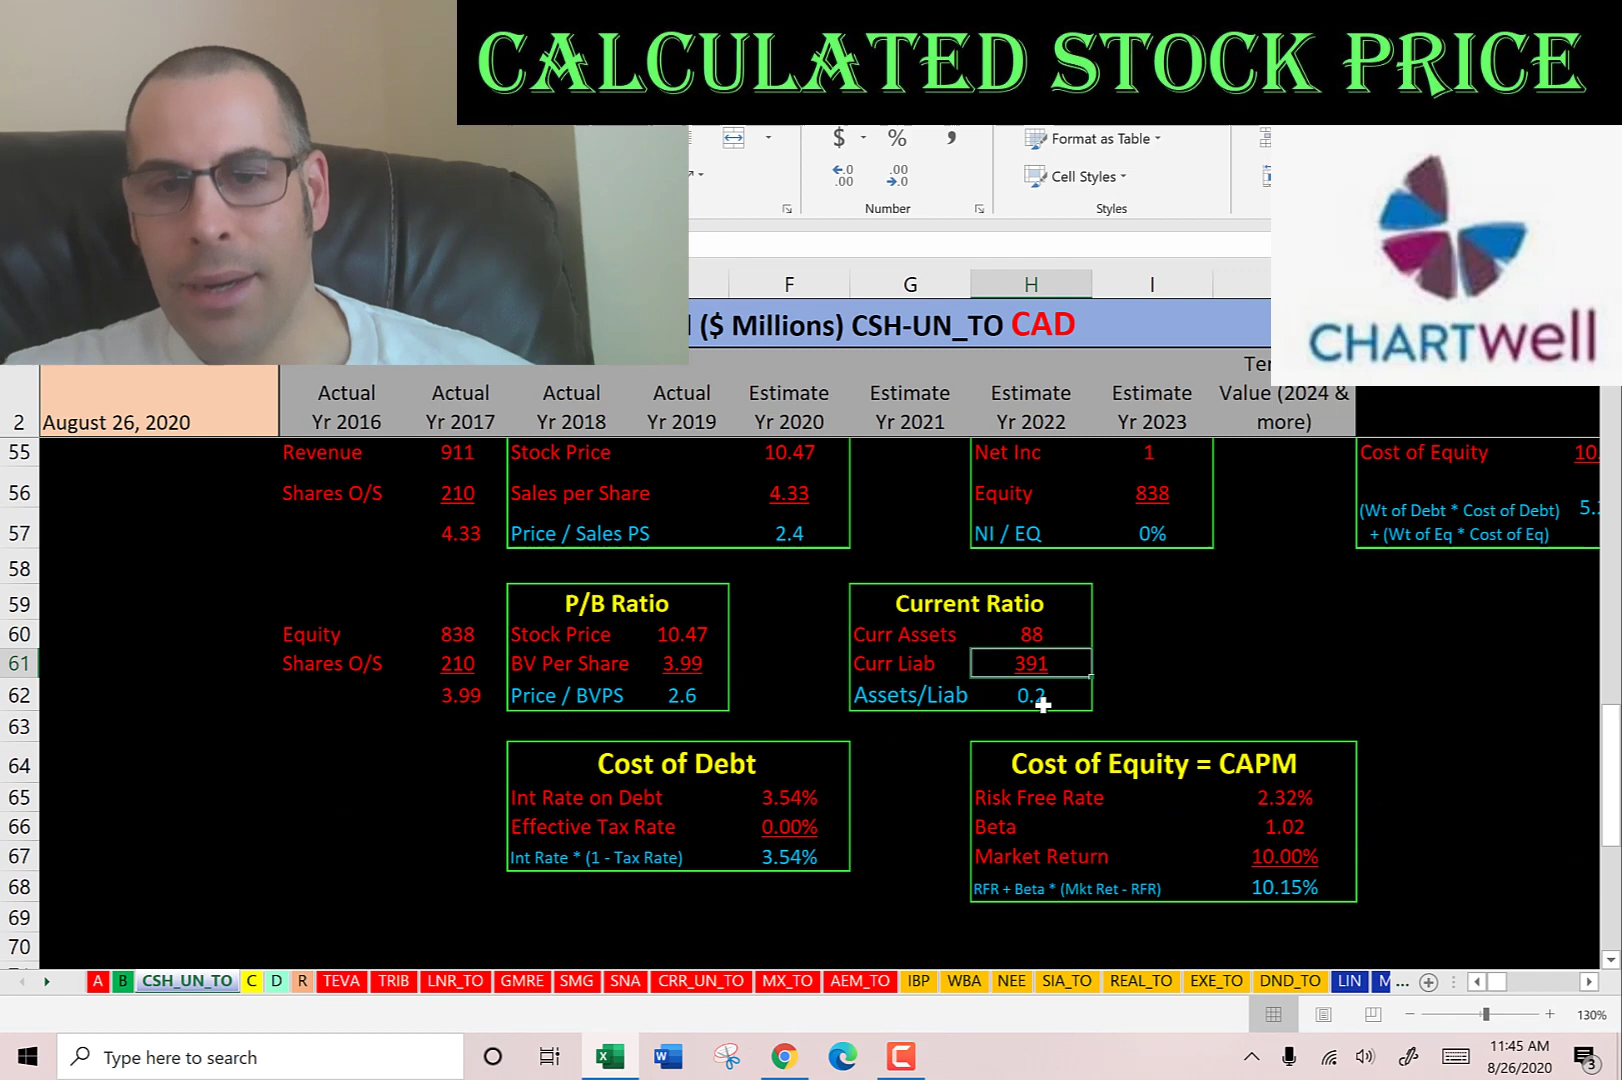 CALCULATED STOCK PRICE
$ % ,
Format as Table
Cell Styles
Number
Styles
CHARTwell
F G H I
($ Millions) CSH-UN_TO CAD
2 August 26, 2020
Actual Yr 2016
Actual Yr 2017
Actual Yr 2018
Actual Yr 2019
Estimate Yr 2020
Estimate Yr 2021
Estimate Yr 2022
Estimate Yr 2023
Value (2024 & more)
55 Revenue 911 Stock Price 10.47 Net Inc 1 Cost of Equity
56 Shares O/S 210 Sales per Share 4.33 Equity 838 (Wt of Debt * Cost of Debt)
57 4.33 Price / Sales PS 2.4 NI / EQ 0% + (Wt of Eq * Cost of Eq)
58
59 P/B Ratio Current Ratio
60 Equity 838 Stock Price 10.47 Curr Assets 88
61 Shares O/S 210 BV Per Share 3.99 Curr Liab 391
62 3.99 Price / BVPS 2.6 Assets/Liab 0.2
63
64 Cost of Debt Cost of Equity = CAPM
65 Int Rate on Debt 3.54% Risk Free Rate 2.32%
66 Effective Tax Rate 0.00% Beta 1.02
67 Int Rate * (1 - Tax Rate) 3.54% Market Return 10.00%
68 RFR + Beta * (Mkt Ret - RFR) 10.15%
69
70
A B CSH_UN_TO C D R TEVA TRIB LNR_TO GMRE SMG SNA CRR_UN_TO MX_TO AEM_TO IBP WBA NEE SIA_TO REAL_TO EXE_TO DND_TO LIN ...
130%
Type here to search
11:45 AM
8/26/2020
3